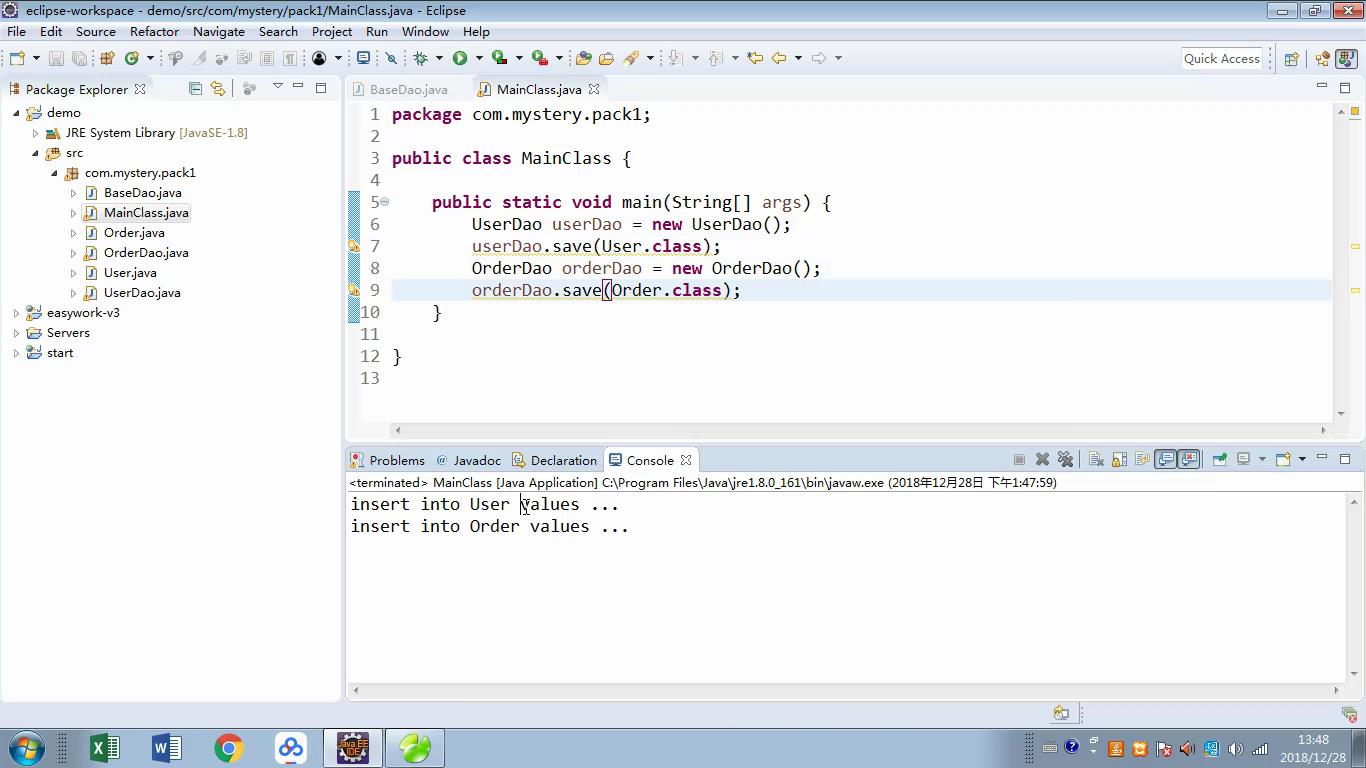 eclipse-workspace - demo/src/com/mystery/pack1/MainClass.java - Eclipse
File Edit Source Refactor Navigate Search Project Run Window Help
Quick Access
Package Explorer
demo
JRE System Library [JavaSE-1.8]
src
com.mystery.pack1
BaseDao.java
MainClass.java
Order.java
OrderDao.java
User.java
UserDao.java
easywork-v3
Servers
start
BaseDao.java MainClass.java
1 package com.mystery.pack1;
2
3 public class MainClass {
4
5 public static void main(String[] args) {
6 UserDao userDao = new UserDao();
7 userDao.save(User.class);
8 OrderDao orderDao = new OrderDao();
9 orderDao.save(Order.class);
10 }
11
12 }
13
Problems @ Javadoc Declaration Console
<terminated> MainClass [Java Application] C:\Program Files\Java\jre1.8.0_161\bin\javaw.exe (2018年12月28日 下午1:47:59)
insert into User values ...
insert into Order values ...
Java EE
IDE
13:48
2018/12/28